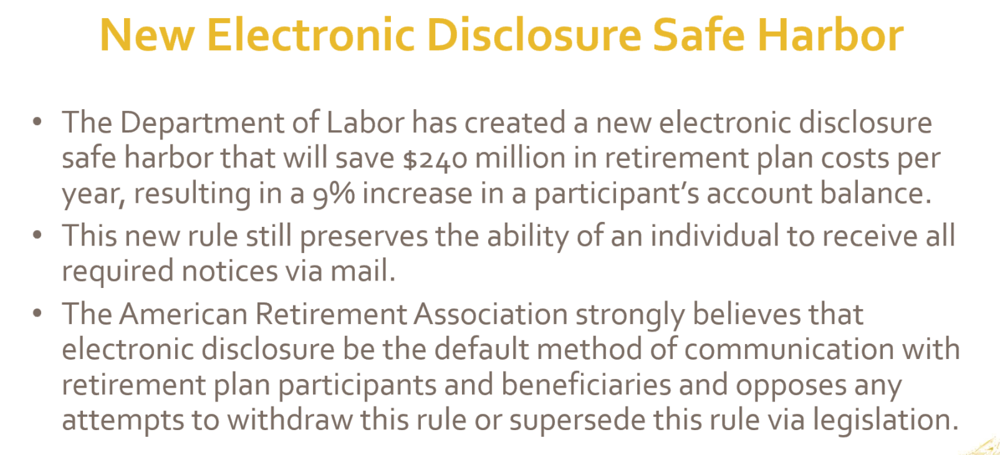 New Electronic Disclosure Safe Harbor
• The Department of Labor has created a new electronic disclosure
safe harbor that will save $240 million in retirement plan costs per
year, resulting in a 9% increase in a participant’s account balance.
• This new rule still preserves the ability of an individual to receive all
required notices via mail.
• The American Retirement Association strongly believes that
electronic disclosure be the default method of communication with
retirement plan participants and beneficiaries and opposes any
attempts to withdraw this rule or supersede this rule via legislation.